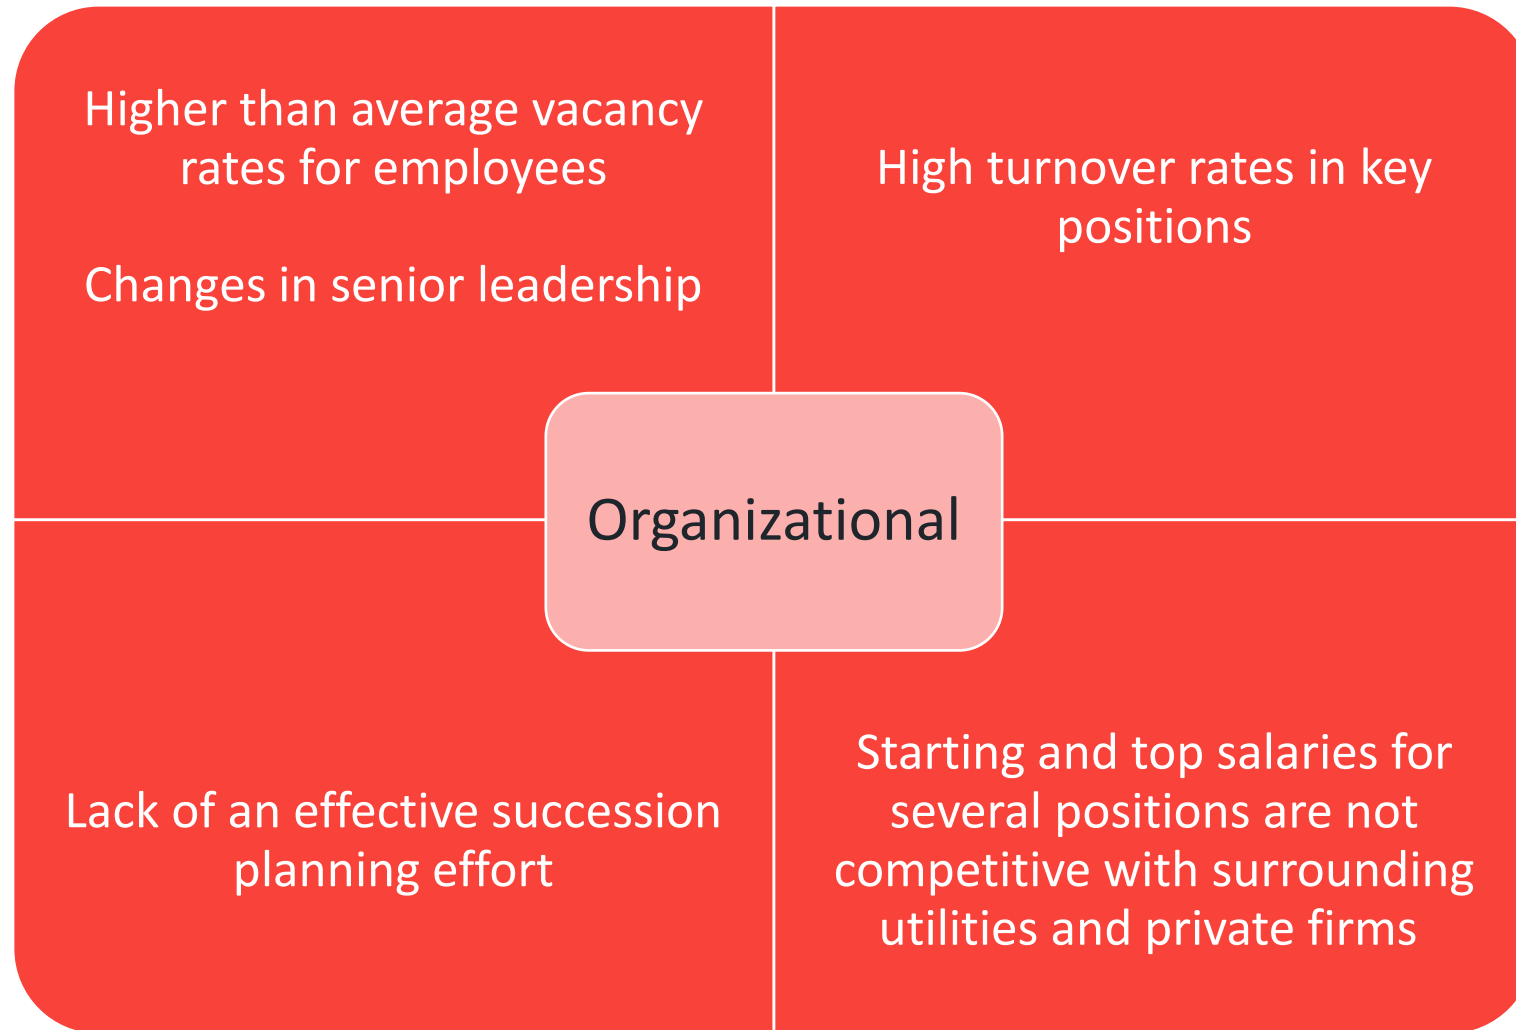 Higher than average vacancy
rates for employees
Changes in senior leadership
High turnover rates in key
positions
Organizational
Lack of an effective succession
planning effort
Starting and top salaries for
several positions are not
competitive with surrounding
utilities and private firms